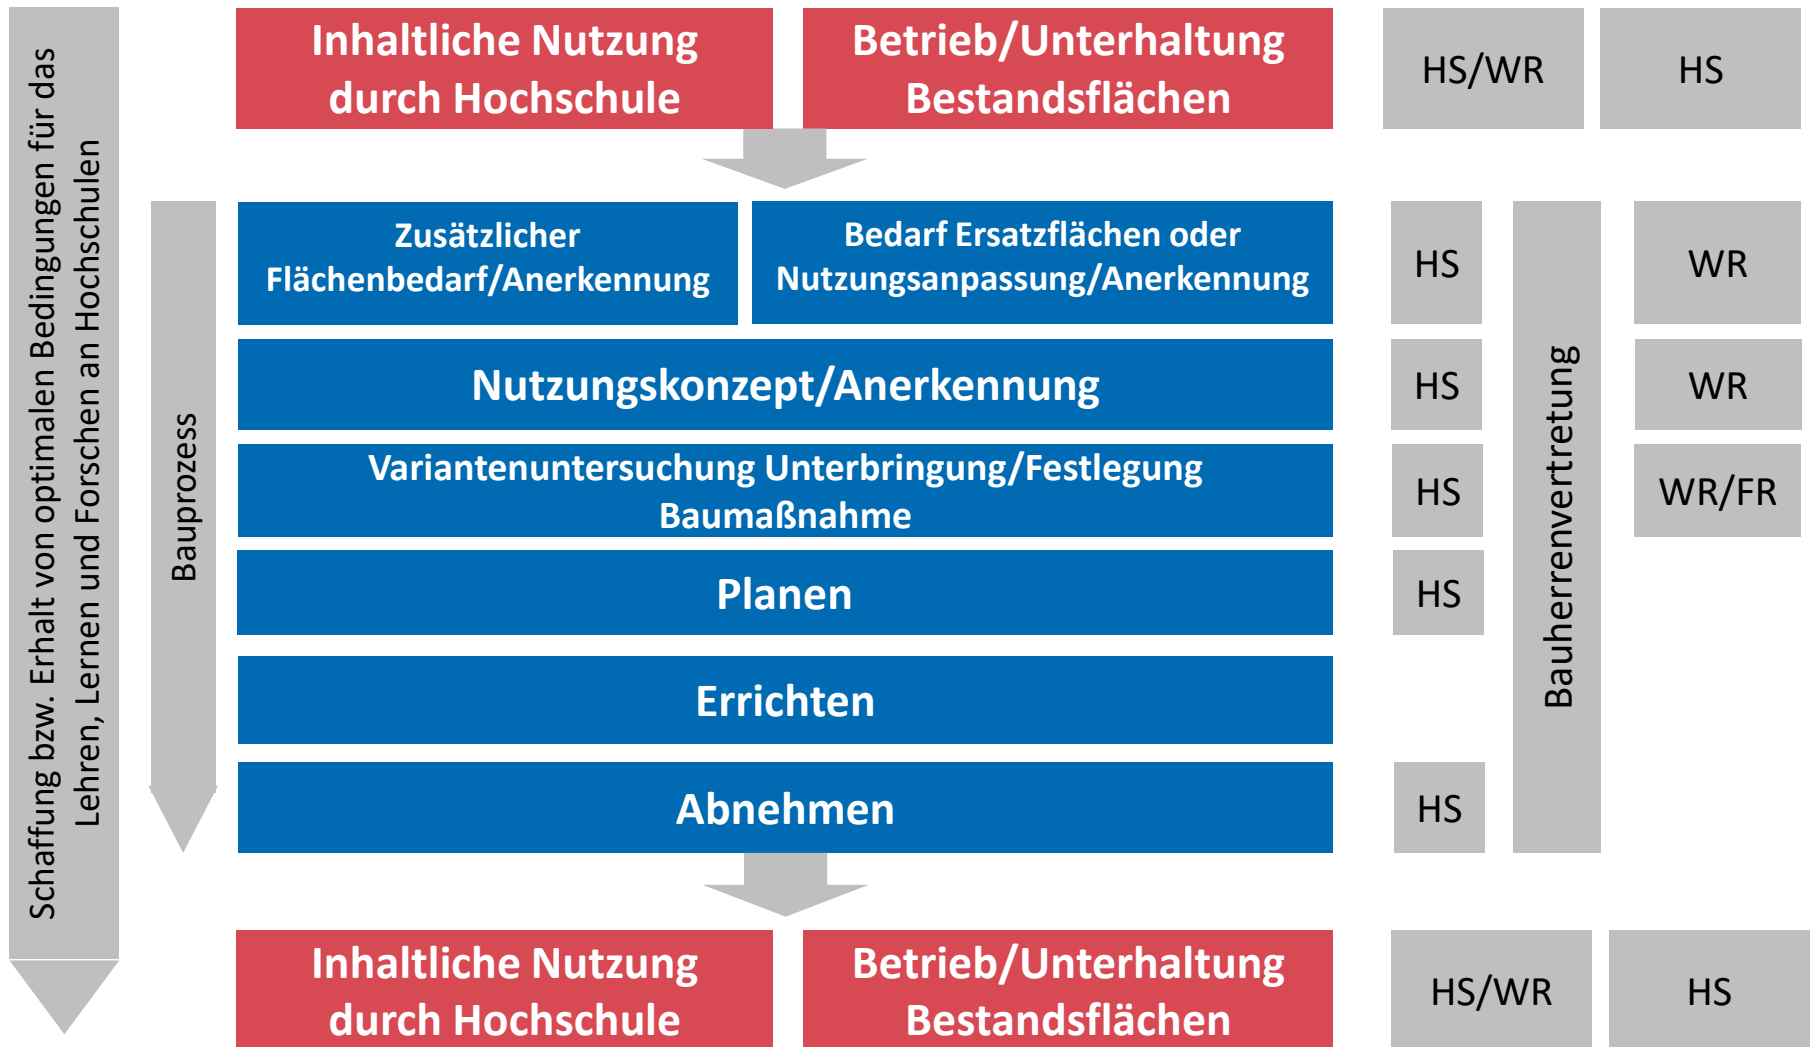 Schaffung bzw. Erhalt von optimalen Bedingungen für das
Lehren, Lernen und Forschen an Hochschulen
Inhaltliche Nutzung
durch Hochschule
Betrieb/Unterhaltung
Bestandsflächen
HS/WR
HS
Bauprozess
Zusätzlicher
Flächenbedarf/Anerkennung
Bedarf Ersatzflächen oder
Nutzungsanpassung/Anerkennung
HS
Bauherrenvertretung
WR
Nutzungskonzept/Anerkennung
HS
WR
Variantenuntersuchung Unterbringung/Festlegung
Baumaßnahme
HS
WR/FR
Planen
HS
Errichten
Abnehmen
HS
Inhaltliche Nutzung
durch Hochschule
Betrieb/Unterhaltung
Bestandsflächen
HS/WR
HS